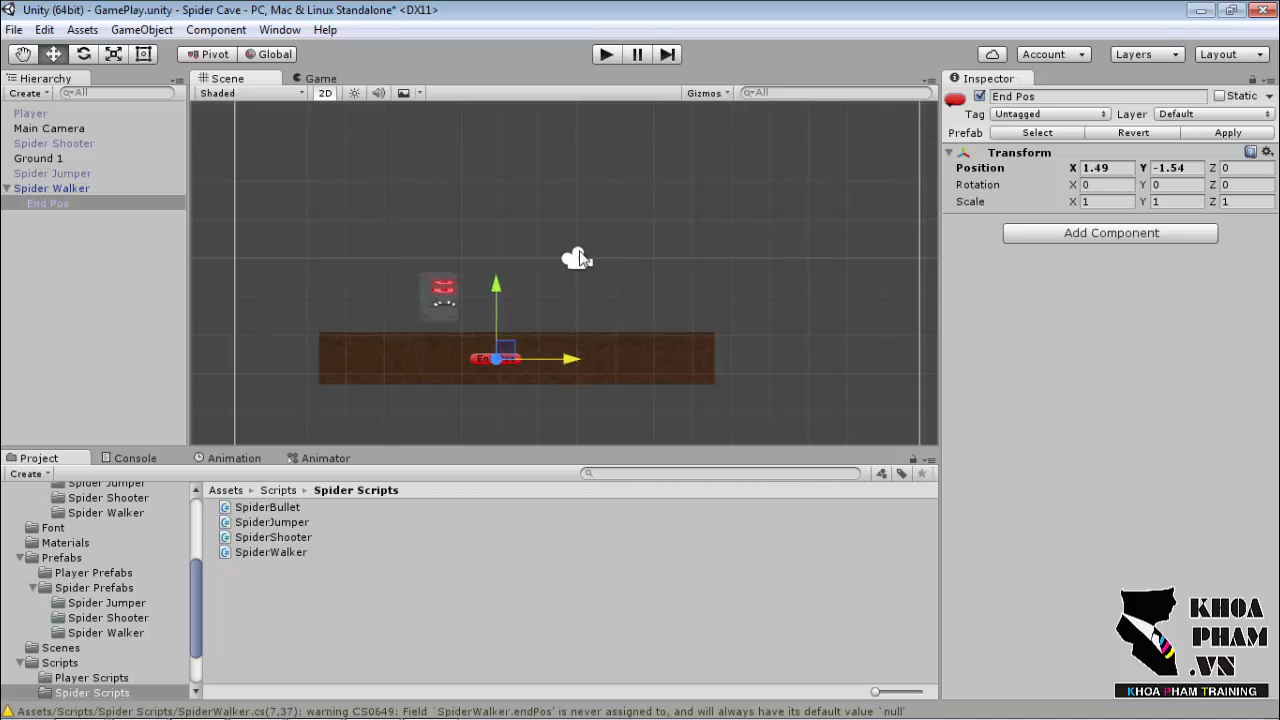 Unity (64bit) - GamePlay.unity - Spider Cave - PC, Mac & Linux Standalone* <DX11>
File Edit Assets GameObject Component Window Help
Pivot Global Account Layers Layout
Hierarchy Scene Game Inspector
Create All Shaded 2D Gizmos All End Pos Static
Player Tag Untagged Layer Default
Main Camera Prefab Select Revert Apply
Spider Shooter Transform
Ground 1 Position X 1.49 Y -1.54 Z 0
Spider Jumper Rotation X 0 Y 0 Z 0
Spider Walker Scale X 1 Y 1 Z 1
End Pos
Add Component
Project Console Animation Animator
Create
Assets Scripts Spider Scripts
Spider Jumper
Spider Shooter
Spider Walker
Font
Materials
Prefabs
Player Prefabs
Spider Prefabs
Spider Jumper
Spider Shooter
Spider Walker
Scenes
Scripts
Player Scripts
Spider Scripts
SpiderBullet
SpiderJumper
SpiderShooter
SpiderWalker
KHOA
PHAM
.VN
KHOA PHAM TRAINING
Assets/Scripts/Spider Scripts/SpiderWalker.cs(7,37): warning CS0649: Field `SpiderWalker.endPos' is never assigned to, and will always have its default value `null'